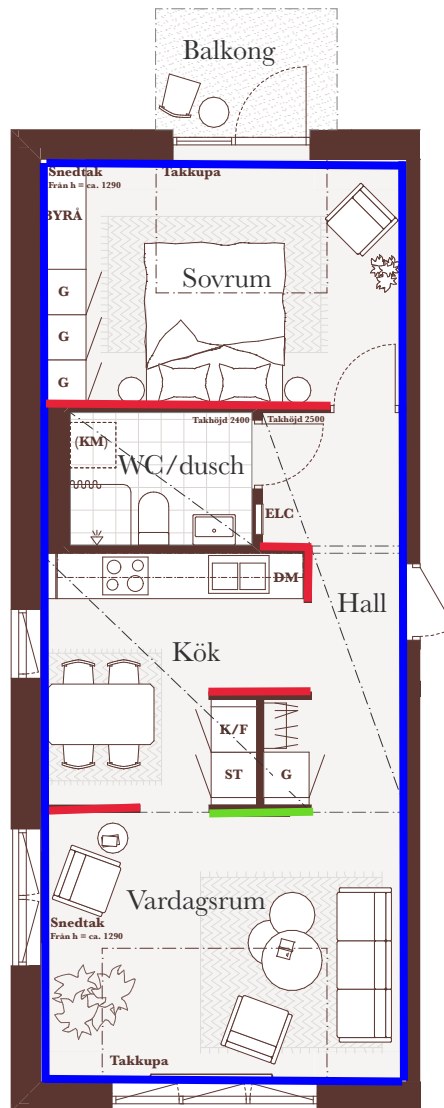 Balkong
Snedtak
Från h = ca. 1290
Takkupa
BYRÅ
Sovrum
G
G
G
Takhöjd 2400
Takhöjd 2500
(KM)
WC/dusch
ELC
DM
Hall
Kök
K/F
ST
G
Vardagsrum
Snedtak
Från h = ca. 1290
Takkupa